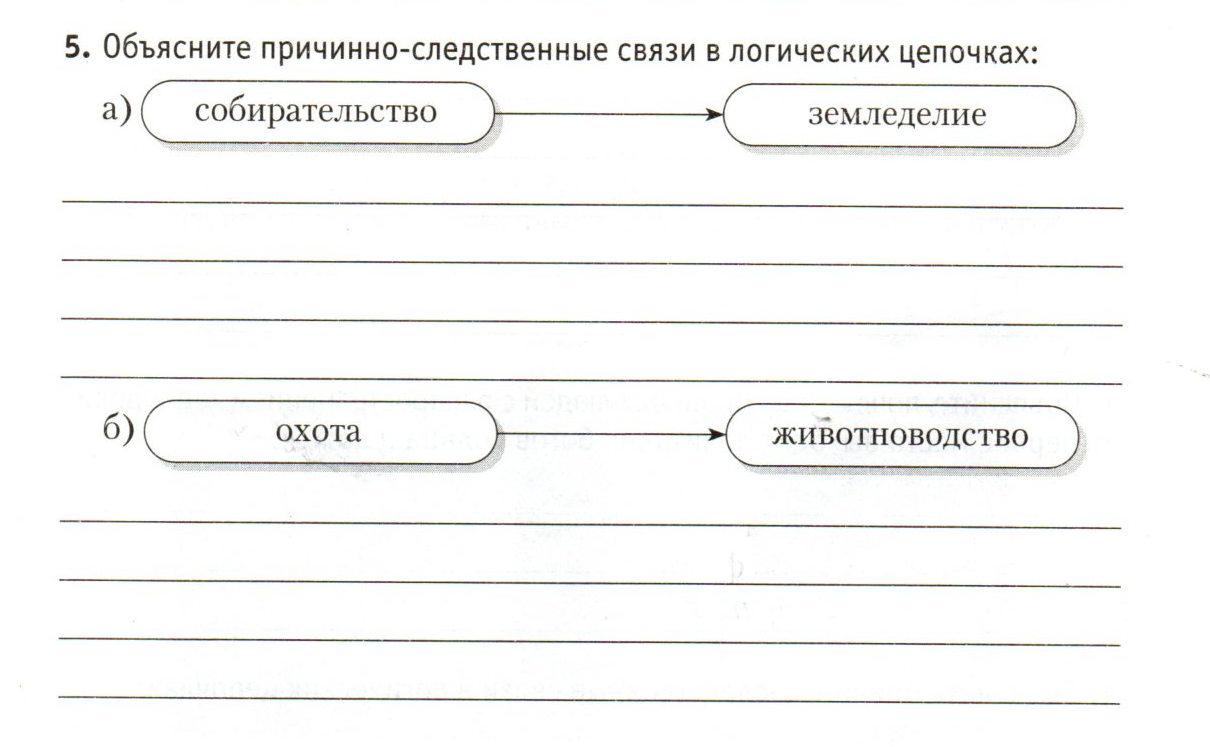 5. Объясните причинно-следственные связи в логических цепочках:
а) собирательство земледелие
б) охота животноводство